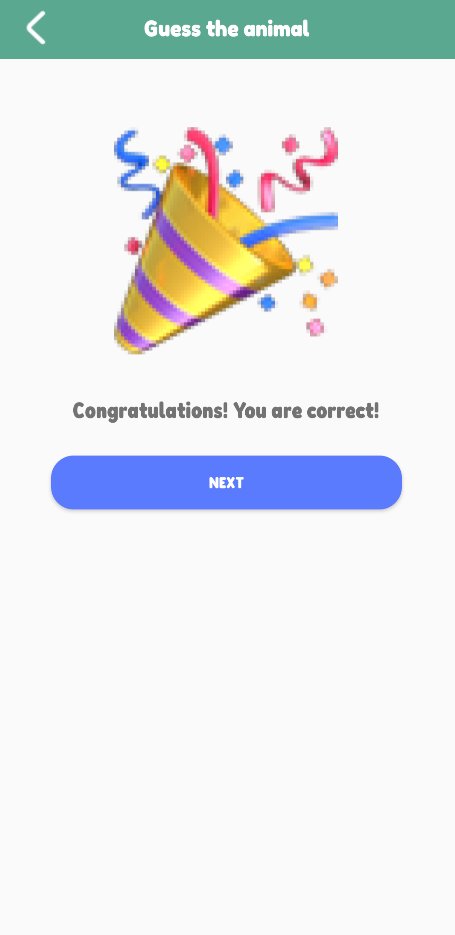 Guess the animal
Congratulations! You are correct!
NEXT